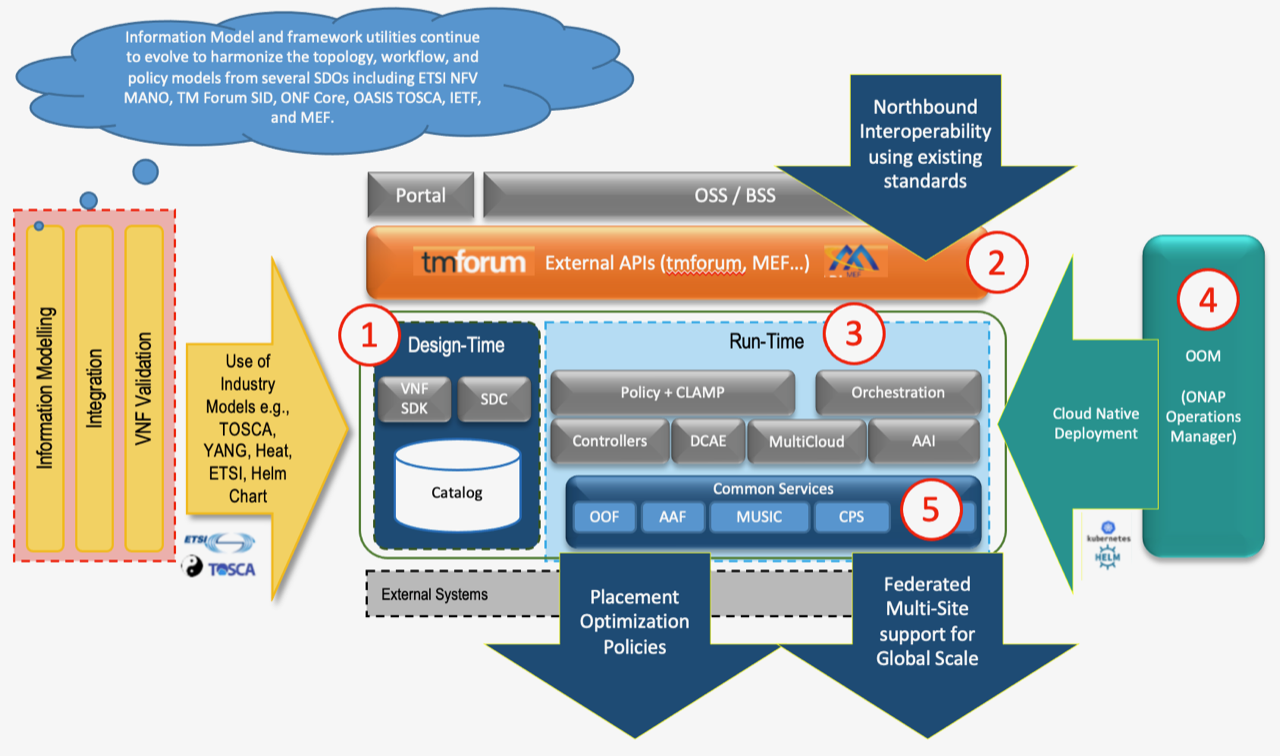 Information Model and framework utilities continue
to evolve to harmonize the topology, workflow, and
policy models from several SDOs including ETSI NFV
MANO, TM Forum SID, ONF Core, OASIS TOSCA, IETF,
and MEF.
Northbound
Interoperability
using existing
standards
Portal
OSS / BSS
tmforum
External APIs (tmforum, MEF...)
MEF
2
Information Modelling
Integration
VNF Validation
Use of
Industry
Models e.g.,
TOSCA,
YANG, Heat,
ETSI, Helm
Chart
ETSI
TOSCA
1
Design-Time
VNF
SDK
SDC
Catalog
3
Run-Time
Policy + CLAMP
Orchestration
Controllers
DCAE
MultiCloud
AAI
Common Services
OOF
AAF
MUSIC
CPS
5
Cloud Native
Deployment
kubernetes
HELM
4
OOM
(ONAP
Operations
Manager)
External Systems
Placement
Optimization
Policies
Federated
Multi-Site
support for
Global Scale